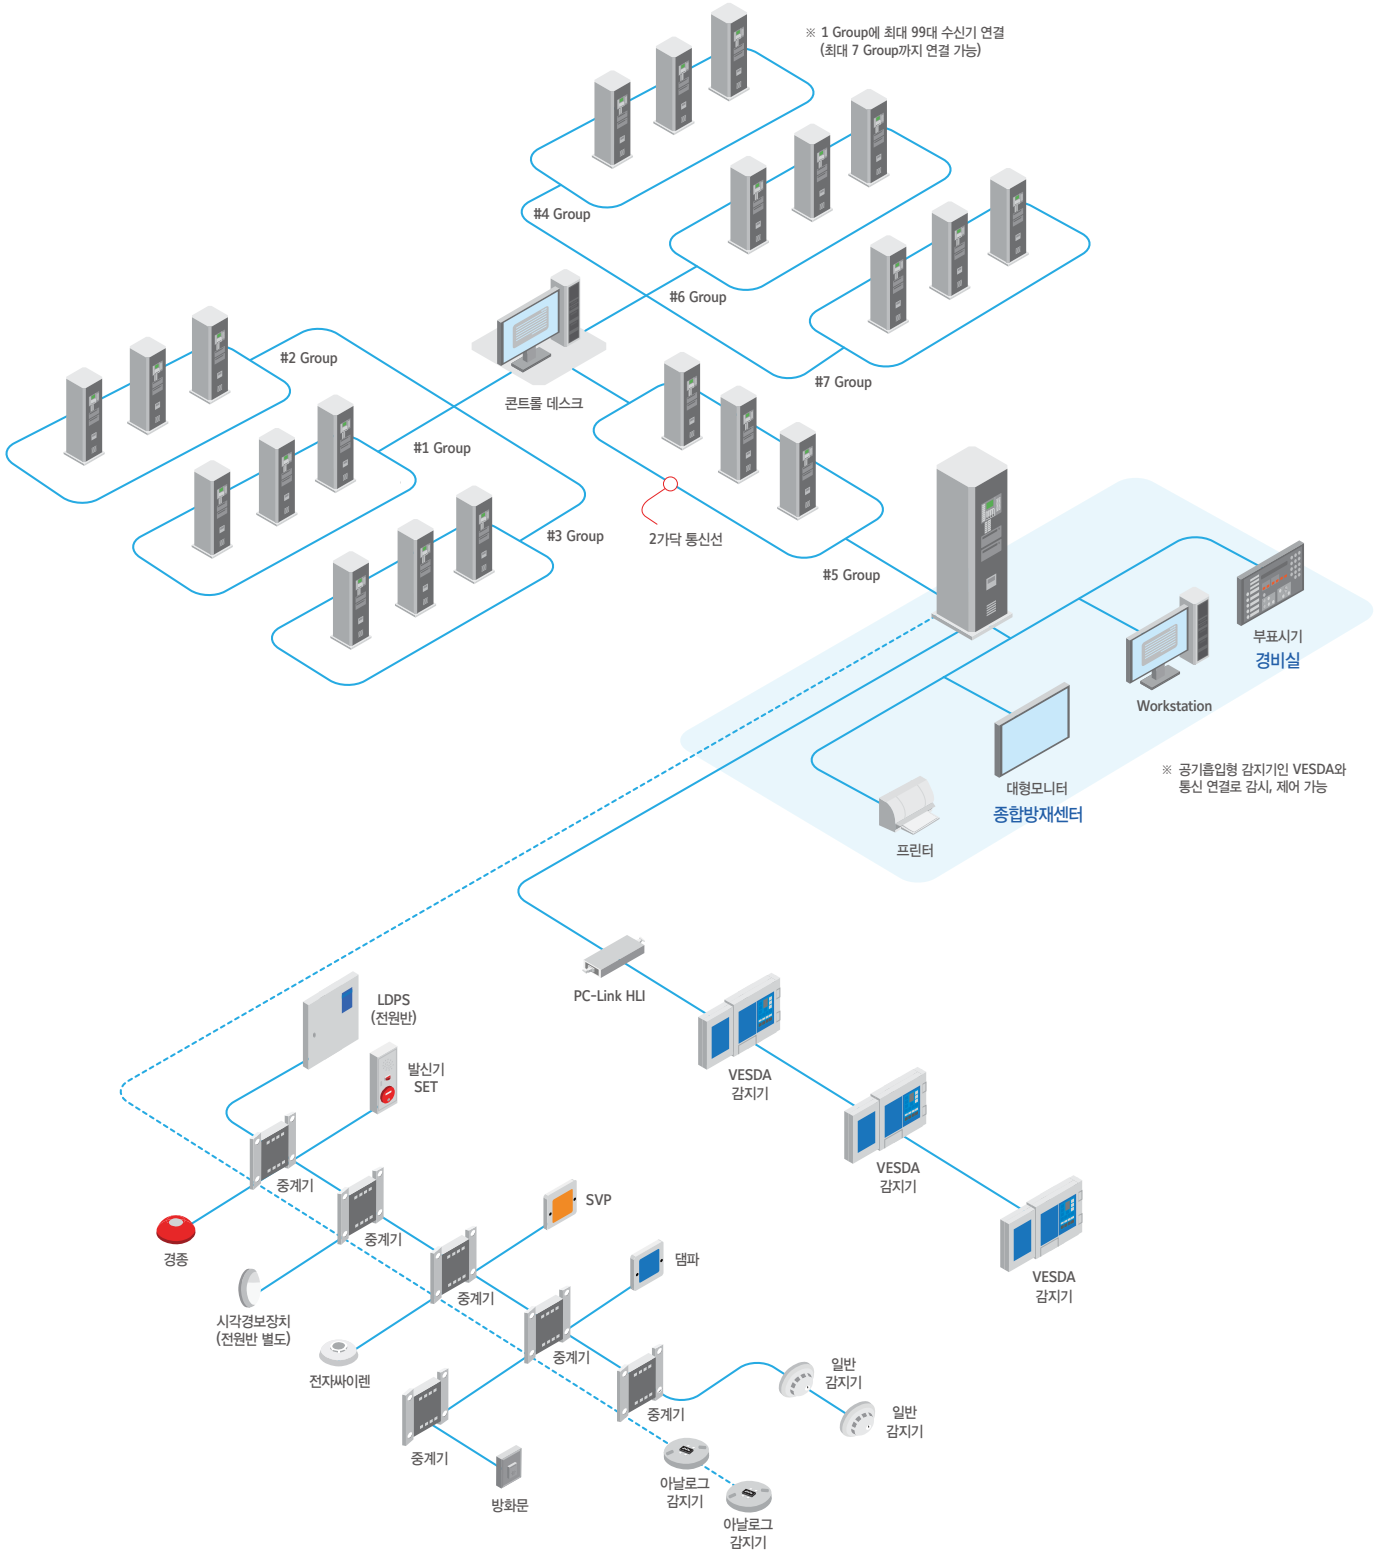 ※ 1 Group에 최대 99대 수신기 연결
(최대 7 Group까지 연결 가능)
#4 Group
#6 Group
#7 Group
#2 Group
콘트롤 데스크
#1 Group
#3 Group
2가닥 통신선
#5 Group
부표시기
경비실
Workstation
※ 공기흡입형 감지기인 VESDA와
통신 연결로 감시, 제어 가능
대형모니터
종합방재센터
프린터
PC-Link HLI
LDPS
(전원반)
발신기
SET
VESDA
감지기
VESDA
감지기
VESDA
감지기
중계기
SVP
중계기
경종
댐파
중계기
시각경보장치
(전원반 별도)
중계기
전자싸이렌
일반
감지기
중계기
일반
감지기
중계기
방화문
아날로그
감지기
아날로그
감지기